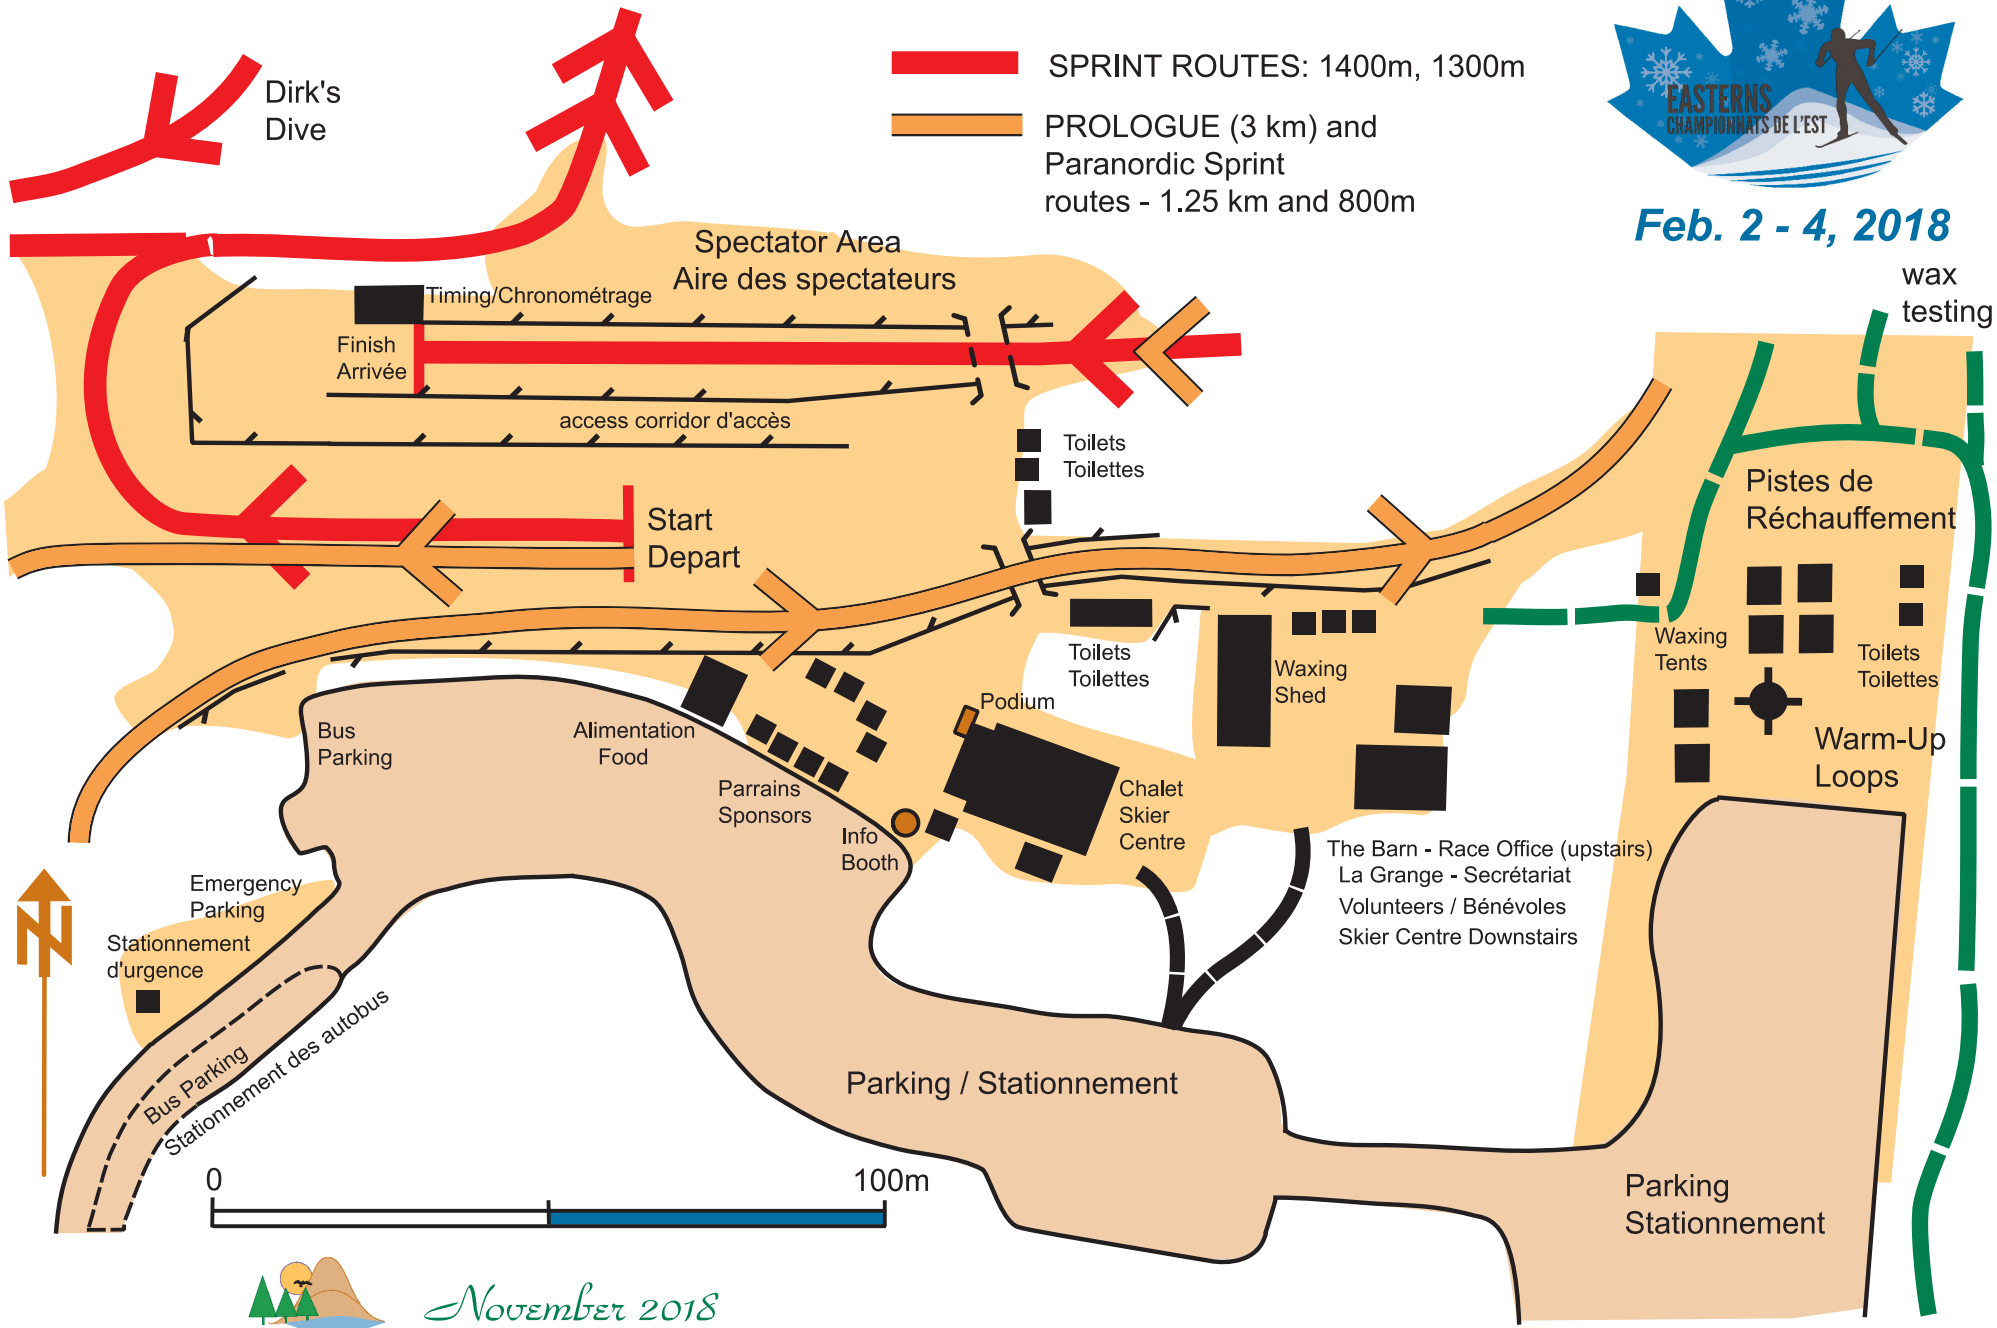 Dirk's
Dive
SPRINT ROUTES: 1400m, 1300m
PROLOGUE (3 km) and
Paranordic Sprint
routes - 1.25 km and 800m
EASTERNS
CHAMPIONNATS DE L'EST
Feb. 2 - 4, 2018
wax
testing
Spectator Area
Aire des spectateurs
Timing/Chronométrage
Finish
Arrivée
access corridor d'accès
Toilets
Toilettes
Start
Depart
Pistes de
Réchauffement
Waxing
Tents
Toilets
Toilettes
Toilets
Toilettes
Waxing
Shed
Podium
Warm-Up
Loops
Bus
Parking
Alimentation
Food
Parrains
Sponsors
Info
Booth
Chalet
Skier
Centre
The Barn - Race Office (upstairs)
La Grange - Secrétariat
Volunteers / Bénévoles
Skier Centre Downstairs
Emergency
Parking
Stationnement
d'urgence
N
Bus Parking
Stationnement des autobus
Parking / Stationnement
Parking
Stationnement
0
100m
November 2018